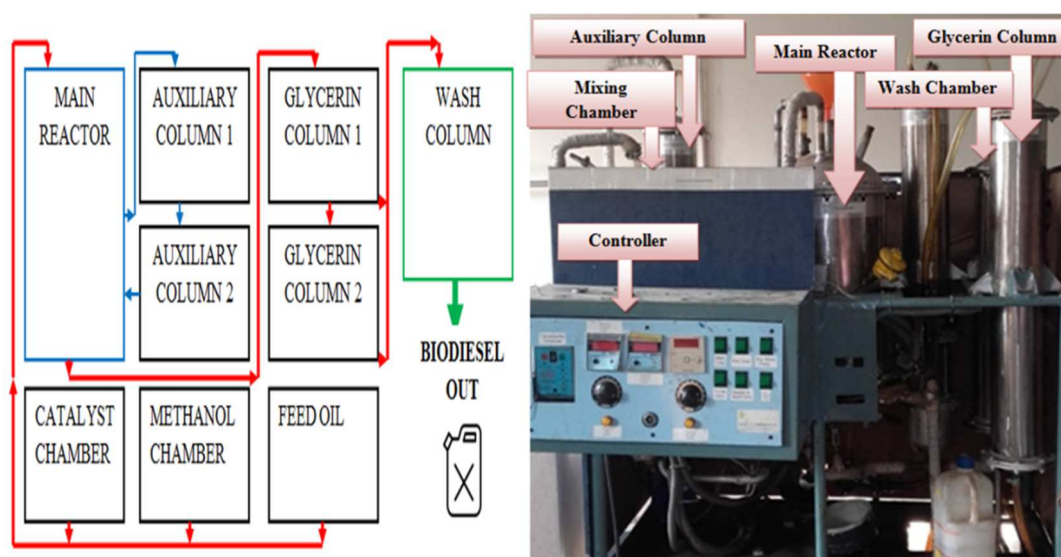 MAIN
REACTOR
AUXILIARY
COLUMN 1
GLYCERIN
COLUMN 1
WASH
COLUMN
AUXILIARY
COLUMN 2
GLYCERIN
COLUMN 2
BIODIESEL
OUT
CATALYST
CHAMBER
METHANOL
CHAMBER
FEED OIL
Auxiliary Column
Mixing
Chamber
Main Reactor
Glycerin Column
Wash Chamber
Controller